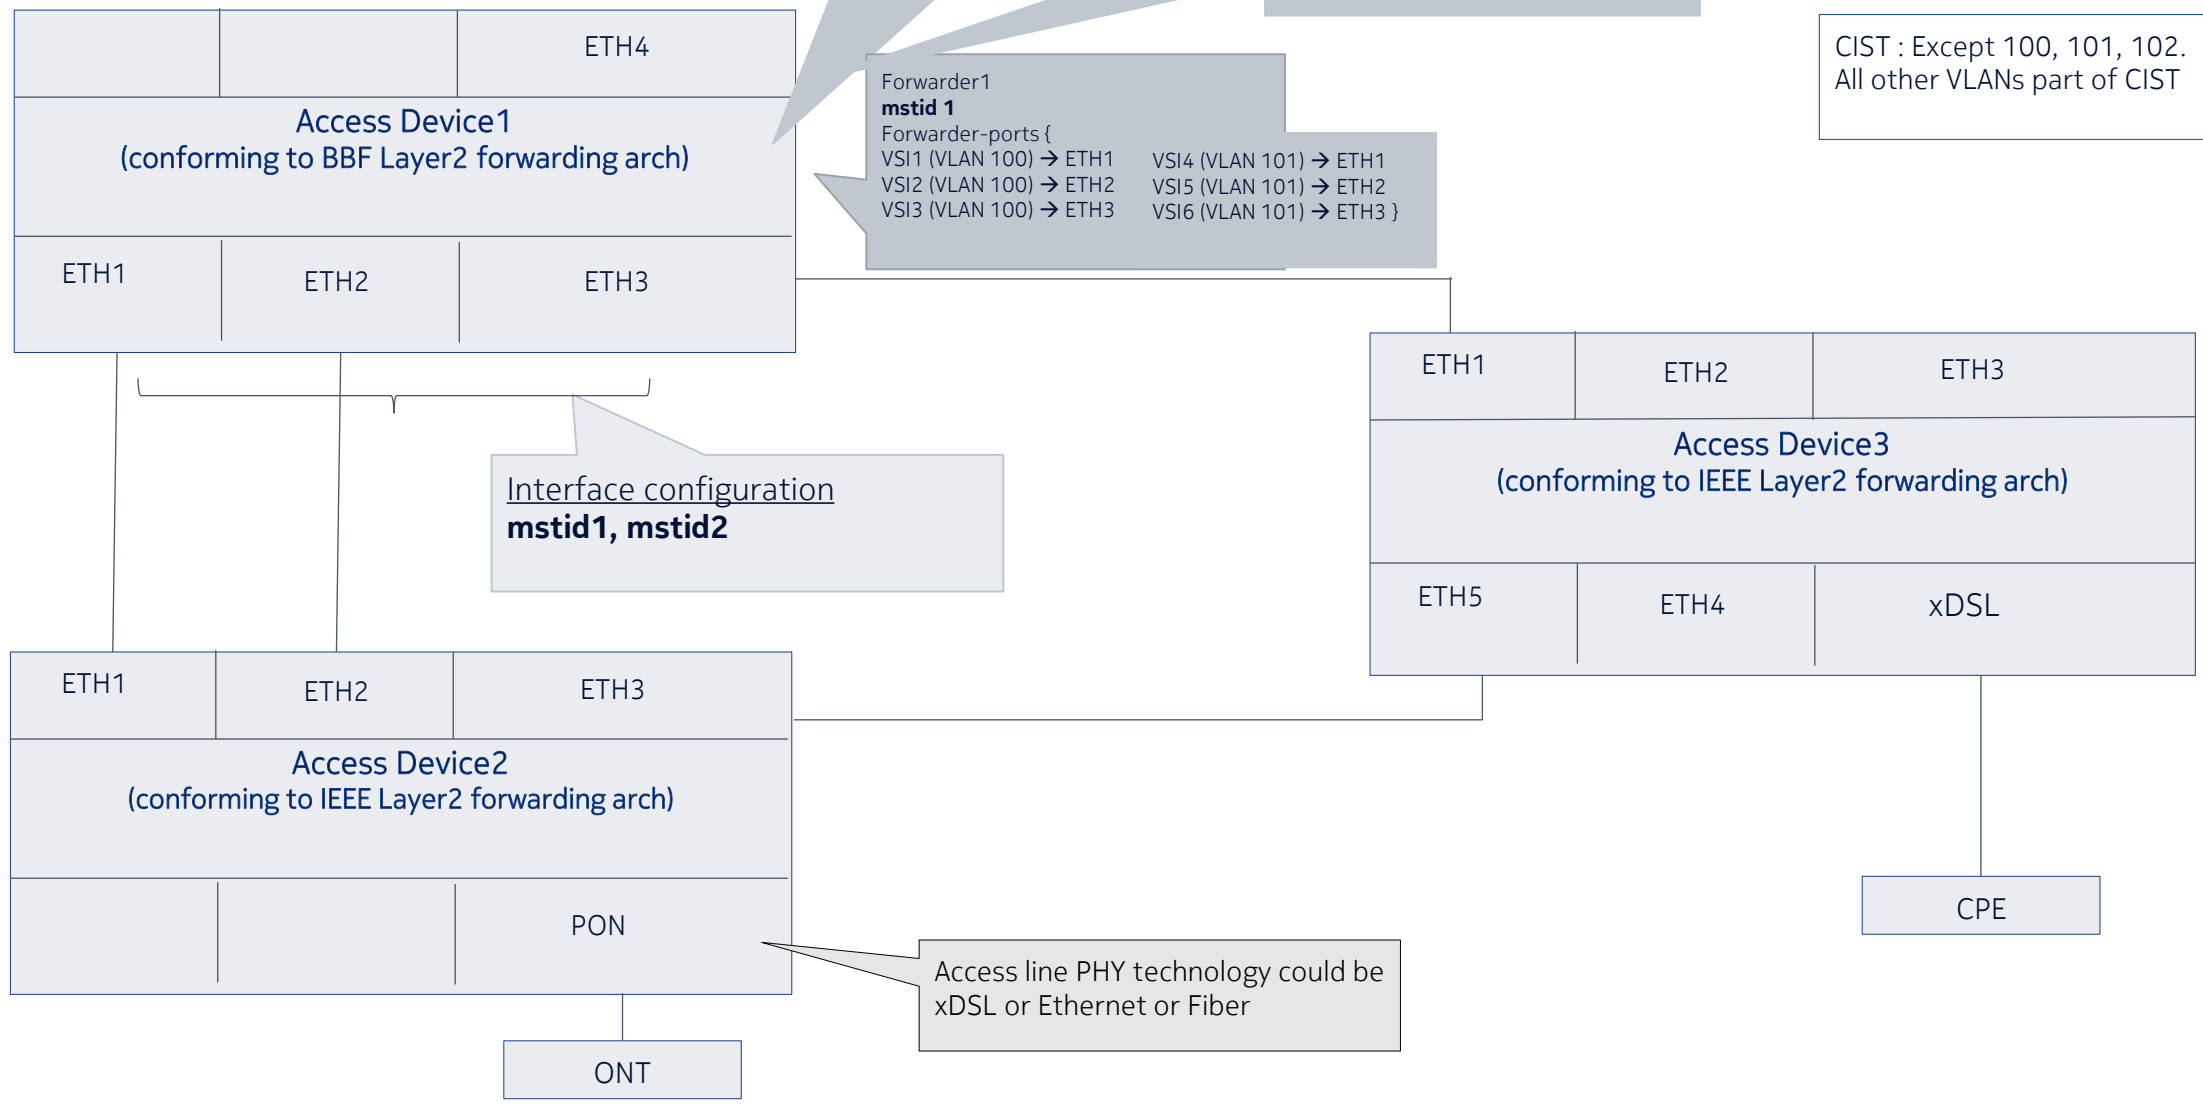 ETH4
Access Device1
(conforming to BBF Layer2 forwarding arch)
ETH1
ETH2
ETH3
Forwarder1
mstid 1
Forwarder-ports {
VSI1 (VLAN 100) → ETH1
VSI2 (VLAN 100) → ETH2
VSI3 (VLAN 100) → ETH3
VSI4 (VLAN 101) → ETH1
VSI5 (VLAN 101) → ETH2
VSI6 (VLAN 101) → ETH3 }
CIST : Except 100, 101, 102.
All other VLANs part of CIST
Interface configuration
mstid1, mstid2
ETH1
ETH2
ETH3
Access Device3
(conforming to IEEE Layer2 forwarding arch)
ETH5
ETH4
xDSL
CPE
ETH1
ETH2
ETH3
Access Device2
(conforming to IEEE Layer2 forwarding arch)
PON
Access line PHY technology could be
xDSL or Ethernet or Fiber
ONT